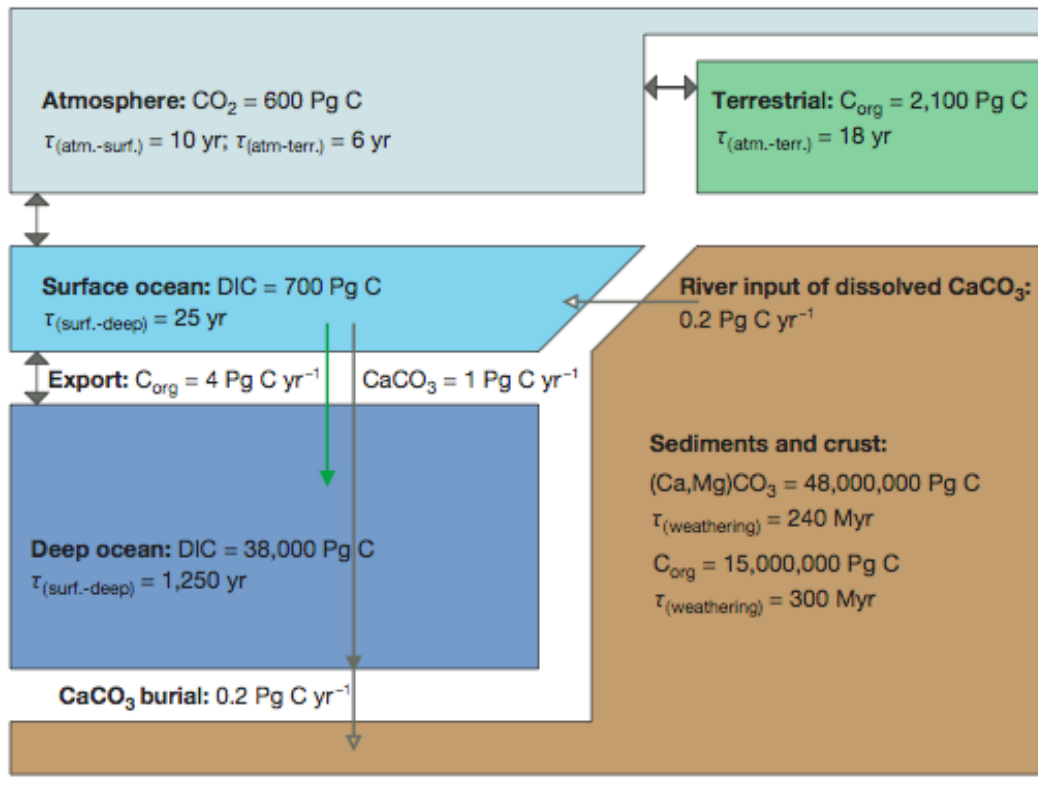 Atmosphere: CO₂ = 600 Pg C
τ(atm.-surf.) = 10 yr; τ(atm-terr.) = 6 yr
Terrestrial: Corg = 2,100 Pg C
τ(atm.-terr.) = 18 yr
Surface ocean: DIC = 700 Pg C
τ(surf.-deep) = 25 yr
River input of dissolved CaCO₃:
0.2 Pg C yr⁻¹
Export: Corg = 4 Pg C yr⁻¹
CaCO₃ = 1 Pg C yr⁻¹
Deep ocean: DIC = 38,000 Pg C
τ(surf.-deep) = 1,250 yr
Sediments and crust:
(Ca,Mg)CO₃ = 48,000,000 Pg C
τ(weathering) = 240 Myr
Corg = 15,000,000 Pg C
τ(weathering) = 300 Myr
CaCO₃ burial: 0.2 Pg C yr⁻¹